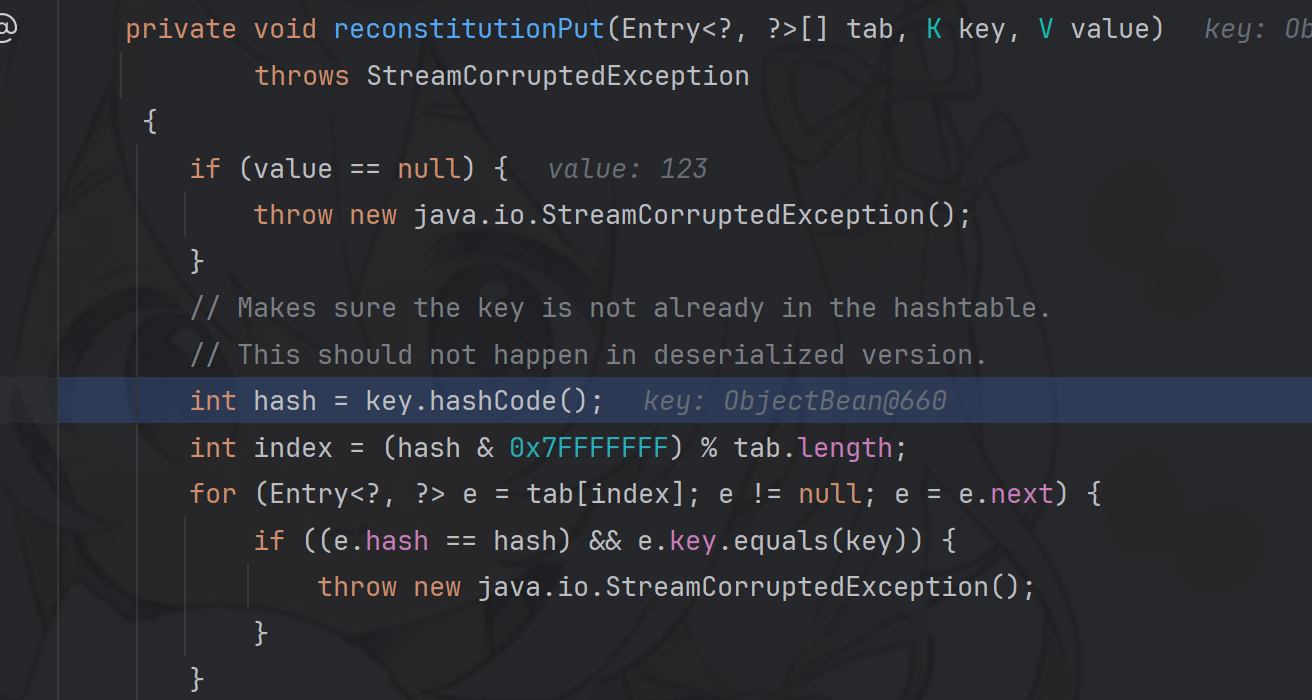 @ private void reconstitutionPut(Entry<?, ?>[] tab, K key, V value) key: Ob
throws StreamCorruptedException
{
if (value == null) { value: 123
throw new java.io.StreamCorruptedException();
}
// Makes sure the key is not already in the hashtable.
// This should not happen in deserialized version.
int hash = key.hashCode(); key: ObjectBean@660
int index = (hash & 0x7FFFFFFF) % tab.length;
for (Entry<?, ?> e = tab[index]; e != null; e = e.next) {
if ((e.hash == hash) && e.key.equals(key)) {
throw new java.io.StreamCorruptedException();
}
}